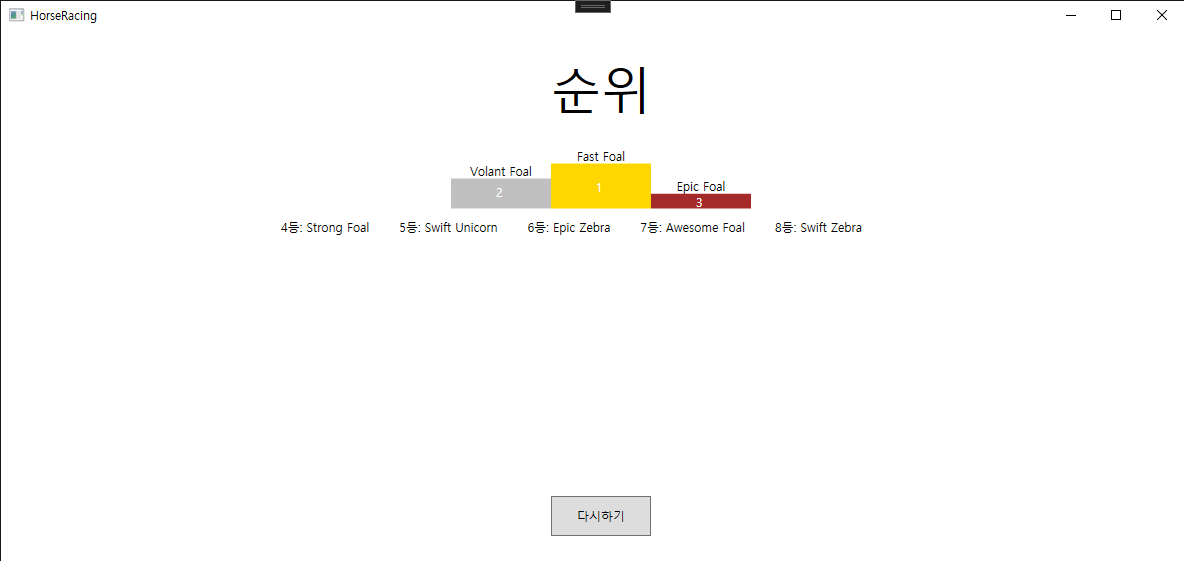 HorseRacing
순위
Fast Foal
Volant Foal
1
2
Epic Foal
3
4등: Strong Foal 5등: Swift Unicorn 6등: Epic Zebra 7등: Awesome Foal 8등: Swift Zebra
다시하기